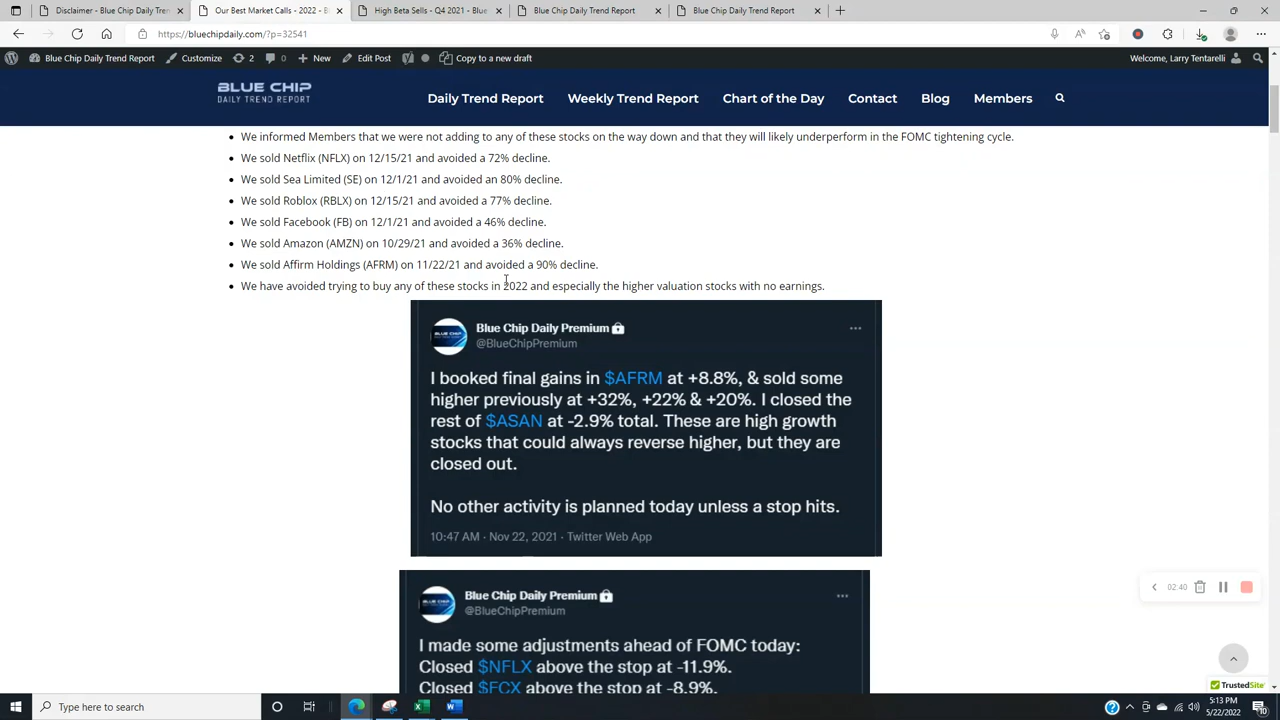 Disclaimer - Blue Chip Daily Tren
Our Best Market Calls - 2022 - B
High Beta Sells - Q4 2021 - Blue
Blue Chip Daily Trend Report
Blue Chip Daily Trend Report
https://bluechipdaily.com/?p=32541
Blue Chip Daily Trend Report
Customize
2
0
New
Edit Post
Copy to a new draft
Welcome, Larry Tentarelli
BLUE CHIP
DAILY TREND REPORT
Daily Trend Report
Weekly Trend Report
Chart of the Day
Contact
Blog
Members
We informed Members that we were not adding to any of these stocks on the way down and that they will likely underperform in the FOMC tightening cycle.
We sold Netflix (NFLX) on 12/15/21 and avoided a 72% decline.
We sold Sea Limited (SE) on 12/1/21 and avoided an 80% decline.
We sold Roblox (RBLX) on 12/15/21 and avoided a 77% decline.
We sold Facebook (FB) on 12/1/21 and avoided a 46% decline.
We sold Amazon (AMZN) on 10/29/21 and avoided a 36% decline.
We sold Affirm Holdings (AFRM) on 11/22/21 and avoided a 90% decline.
We have avoided trying to buy any of these stocks in 2022 and especially the higher valuation stocks with no earnings.
Blue Chip Daily Premium
@BlueChipPremium
I booked final gains in $AFRM at +8.8%, & sold some
higher previously at +32%, +22% & +20%. I closed the
rest of $ASAN at -2.9% total. These are high growth
stocks that could always reverse higher, but they are
closed out.
No other activity is planned today unless a stop hits.
10:47 AM · Nov 22, 2021 · Twitter Web App
Blue Chip Daily Premium
@BlueChipPremium
I made some adjustments ahead of FOMC today:
Closed $NFLX above the stop at -11.9%.
Closed $FCX above the stop at -8.9%.
02:40
TrustedSite
Type here to search
5:13 PM
5/22/2022
10